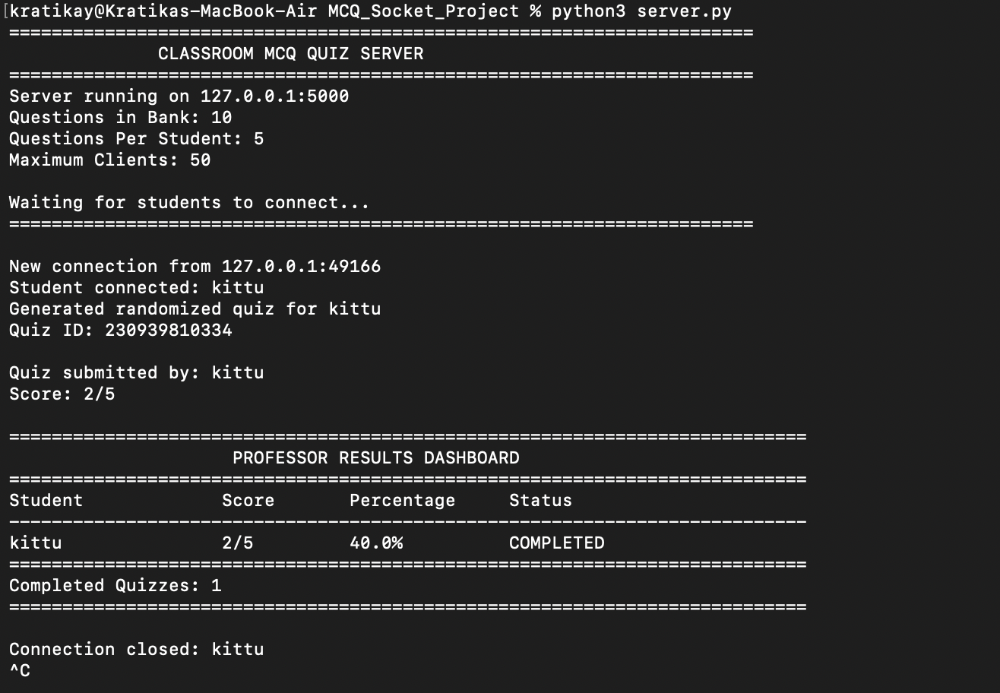 [kratikay@Kratikas-MacBook-Air MCQ_Socket_Project % python3 server.py
======================================================================
CLASSROOM MCQ QUIZ SERVER
======================================================================
Server running on 127.0.0.1:5000
Questions in Bank: 10
Questions Per Student: 5
Maximum Clients: 50
Waiting for students to connect...
======================================================================
New connection from 127.0.0.1:49166
Student connected: kittu
Generated randomized quiz for kittu
Quiz ID: 230939810334
Quiz submitted by: kittu
Score: 2/5
===========================================================================
PROFESSOR RESULTS DASHBOARD
===========================================================================
Student Score Percentage Status
---------------------------------------------------------------------------
kittu 2/5 40.0% COMPLETED
===========================================================================
Completed Quizzes: 1
===========================================================================
Connection closed: kittu
^C